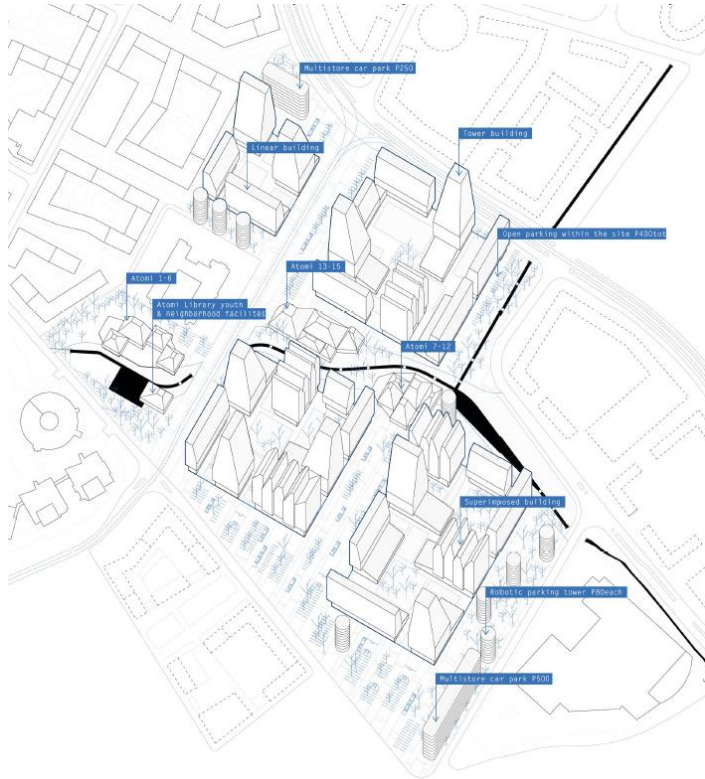 Multistore car park P250
Tower building
Linear building
Open parking within the site P400tot
Atomi 13-15
Atomi 1-6
Atomi Library youth
& neighborhood facilites
Atomi 7-12
Superimposed building
Robotic parking tower P80each
Multistore car park P500